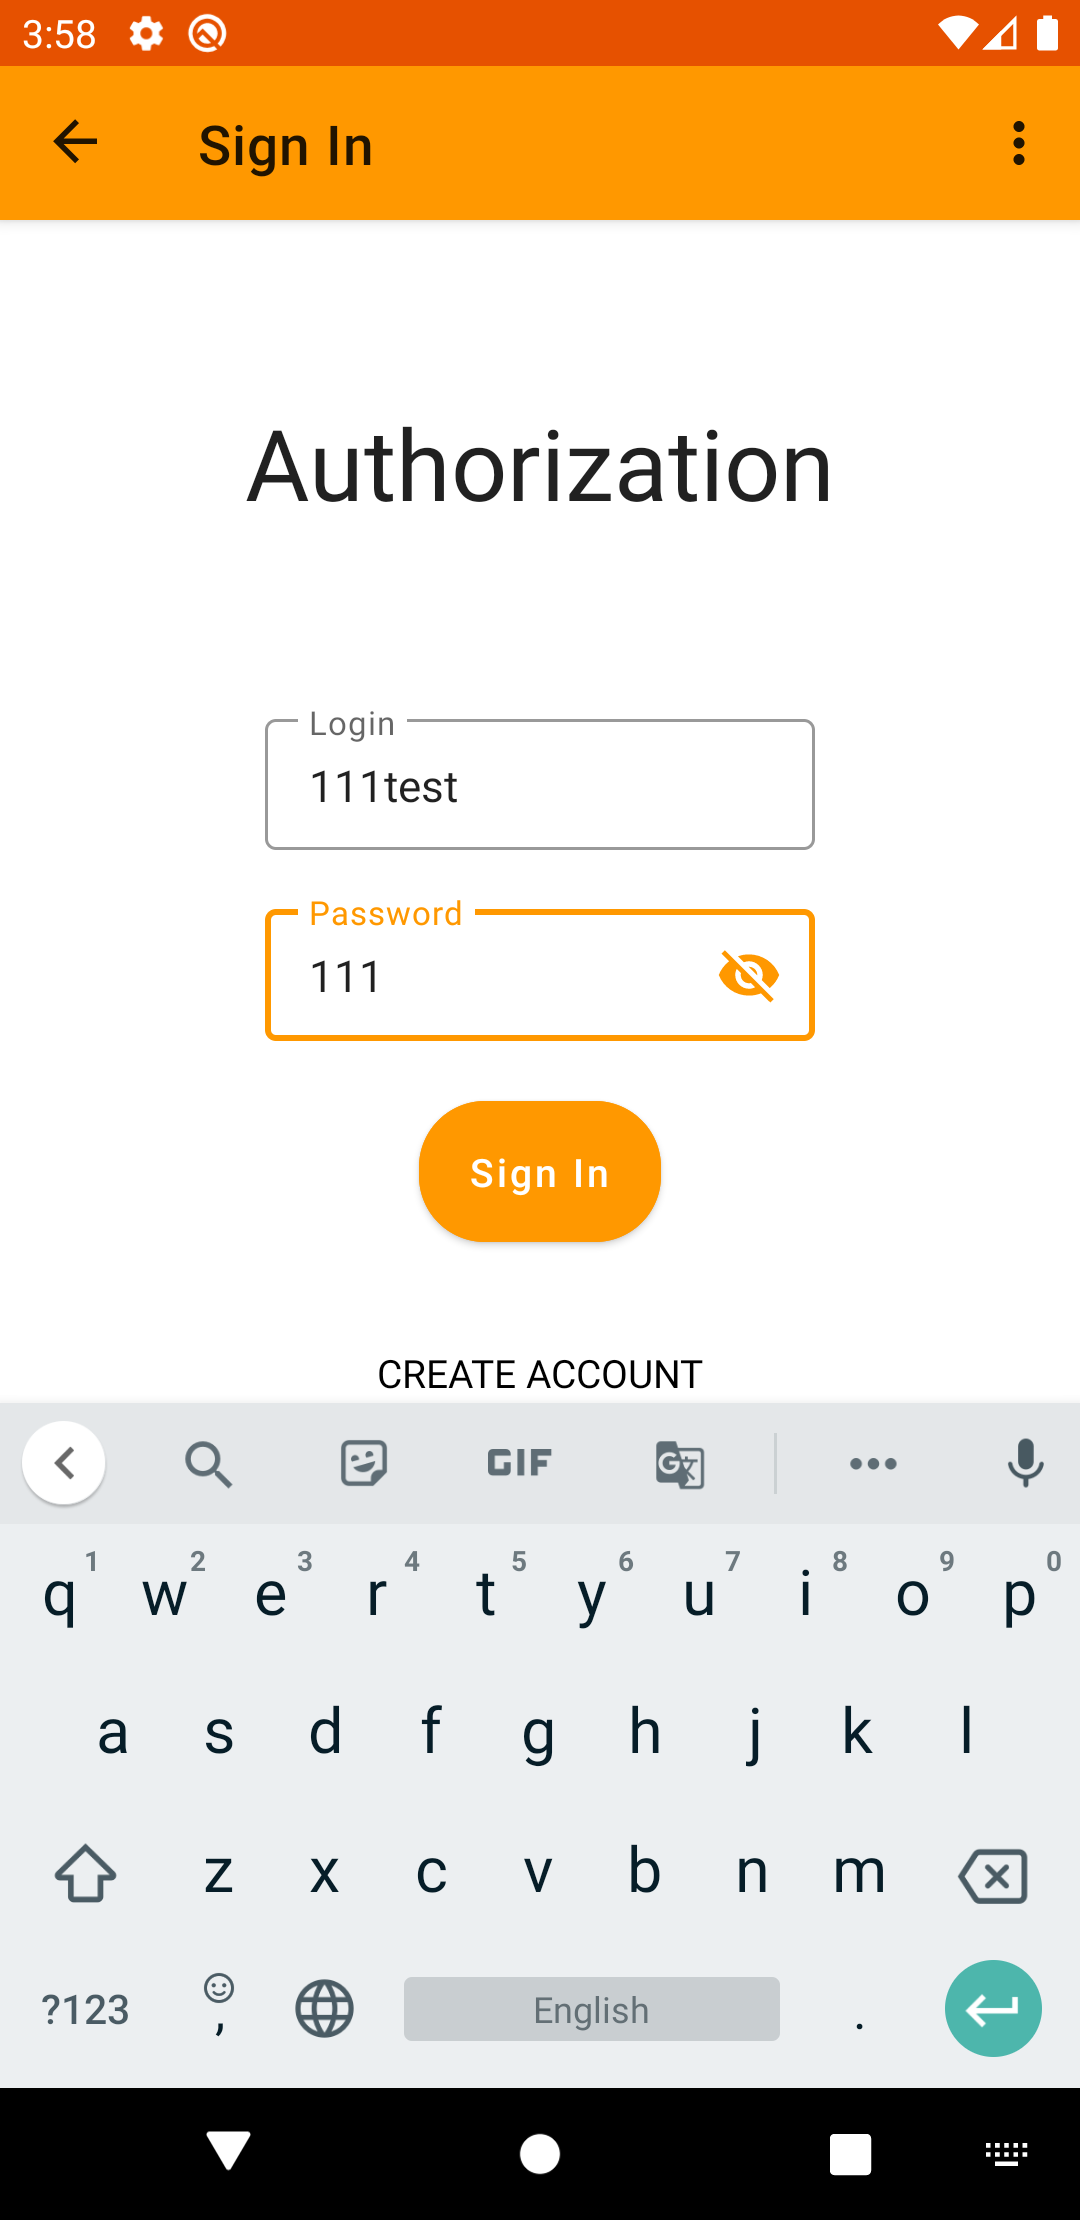 3:58
Sign In
Authorization
Login
111test
Password
111
Sign In
CREATE ACCOUNT
GIF
G
1 2 3 4 5 6 7 8 9 0
q w e r t y u i o p
a s d f g h j k l
z x c v b n m
?123 , English .